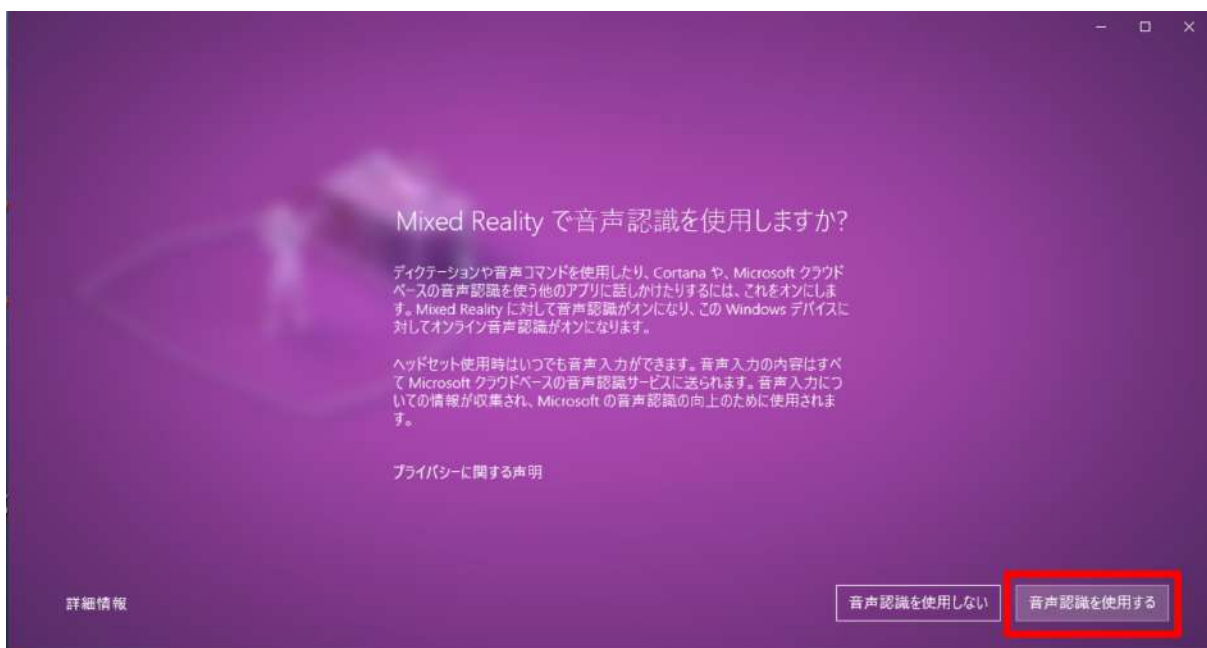 Mixed Reality で音声認識を使用しますか?
ディクテーションや音声コマンドを使用したり、Cortana や、Microsoft クラウド
ベースの音声認識を使う他のアプリに話しかけたりするには、これをオンにしま
す。Mixed Reality に対して音声認識がオンになり、この Windows デバイスに
対してオンライン音声認識がオンになります。
ヘッドセット使用時はいつでも音声入力ができます。音声入力の内容はすべ
て Microsoft クラウドベースの音声認識サービスに送られます。音声入力につ
いての情報が収集され、Microsoft の音声認識の向上のために使用されま
す。
プライバシーに関する声明
詳細情報
音声認識を使用しない
音声認識を使用する